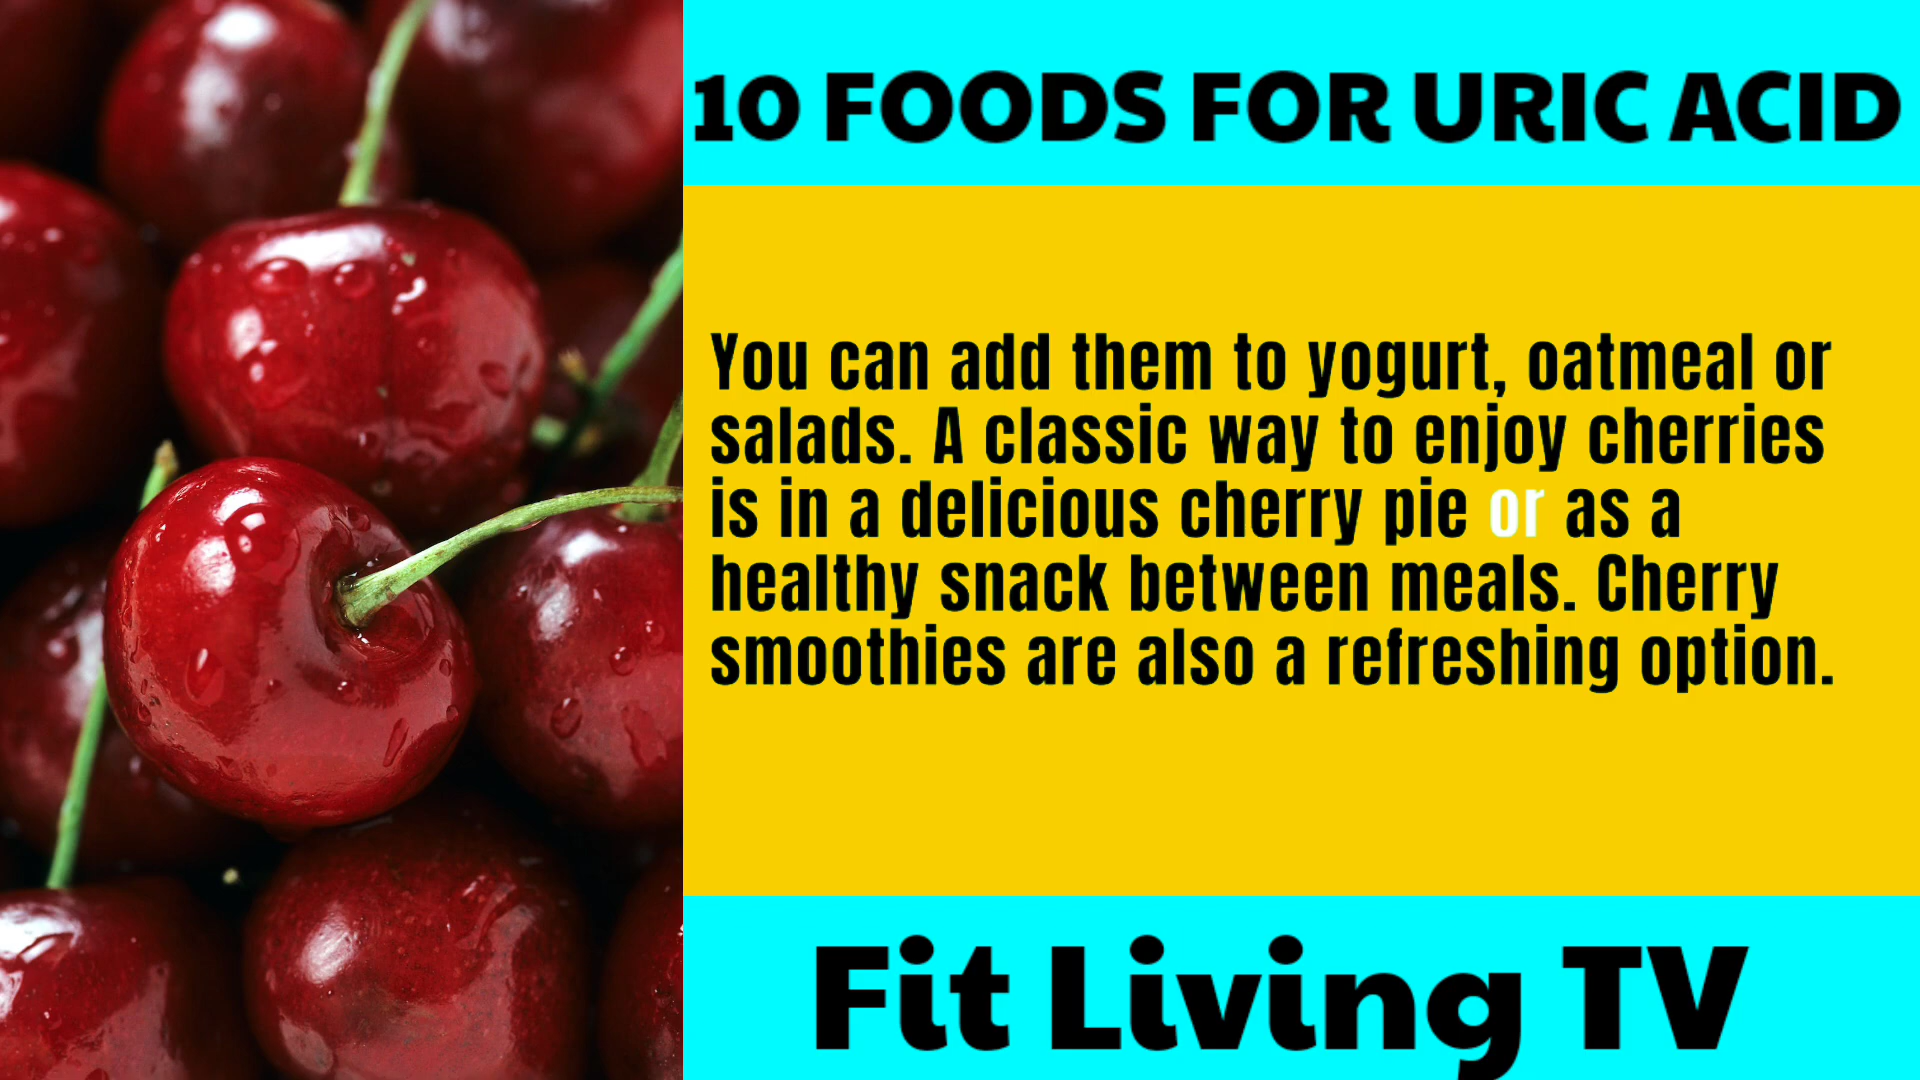 10 FOODS FOR URIC ACID
You can add them to yogurt, oatmeal or
salads. A classic way to enjoy cherries
is in a delicious cherry pie or as a
healthy snack between meals. Cherry
smoothies are also a refreshing option.
Fit Living TV